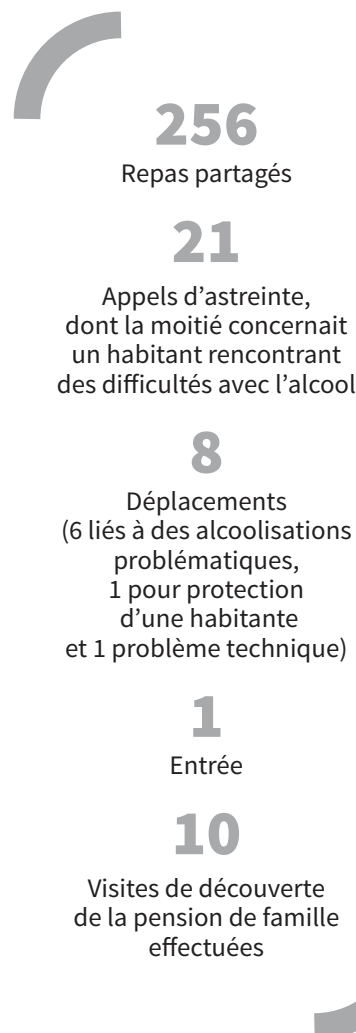 256
Repas partagés
21
Appels d’astreinte,
dont la moitié concernait
un habitant rencontrant
des difficultés avec l’alcool
8
Déplacements
(6 liés à des alcoolisations
problématiques,
1 pour protection
d’une habitante
et 1 problème technique)
1
Entrée
10
Visites de découverte
de la pension de famille
effectuées